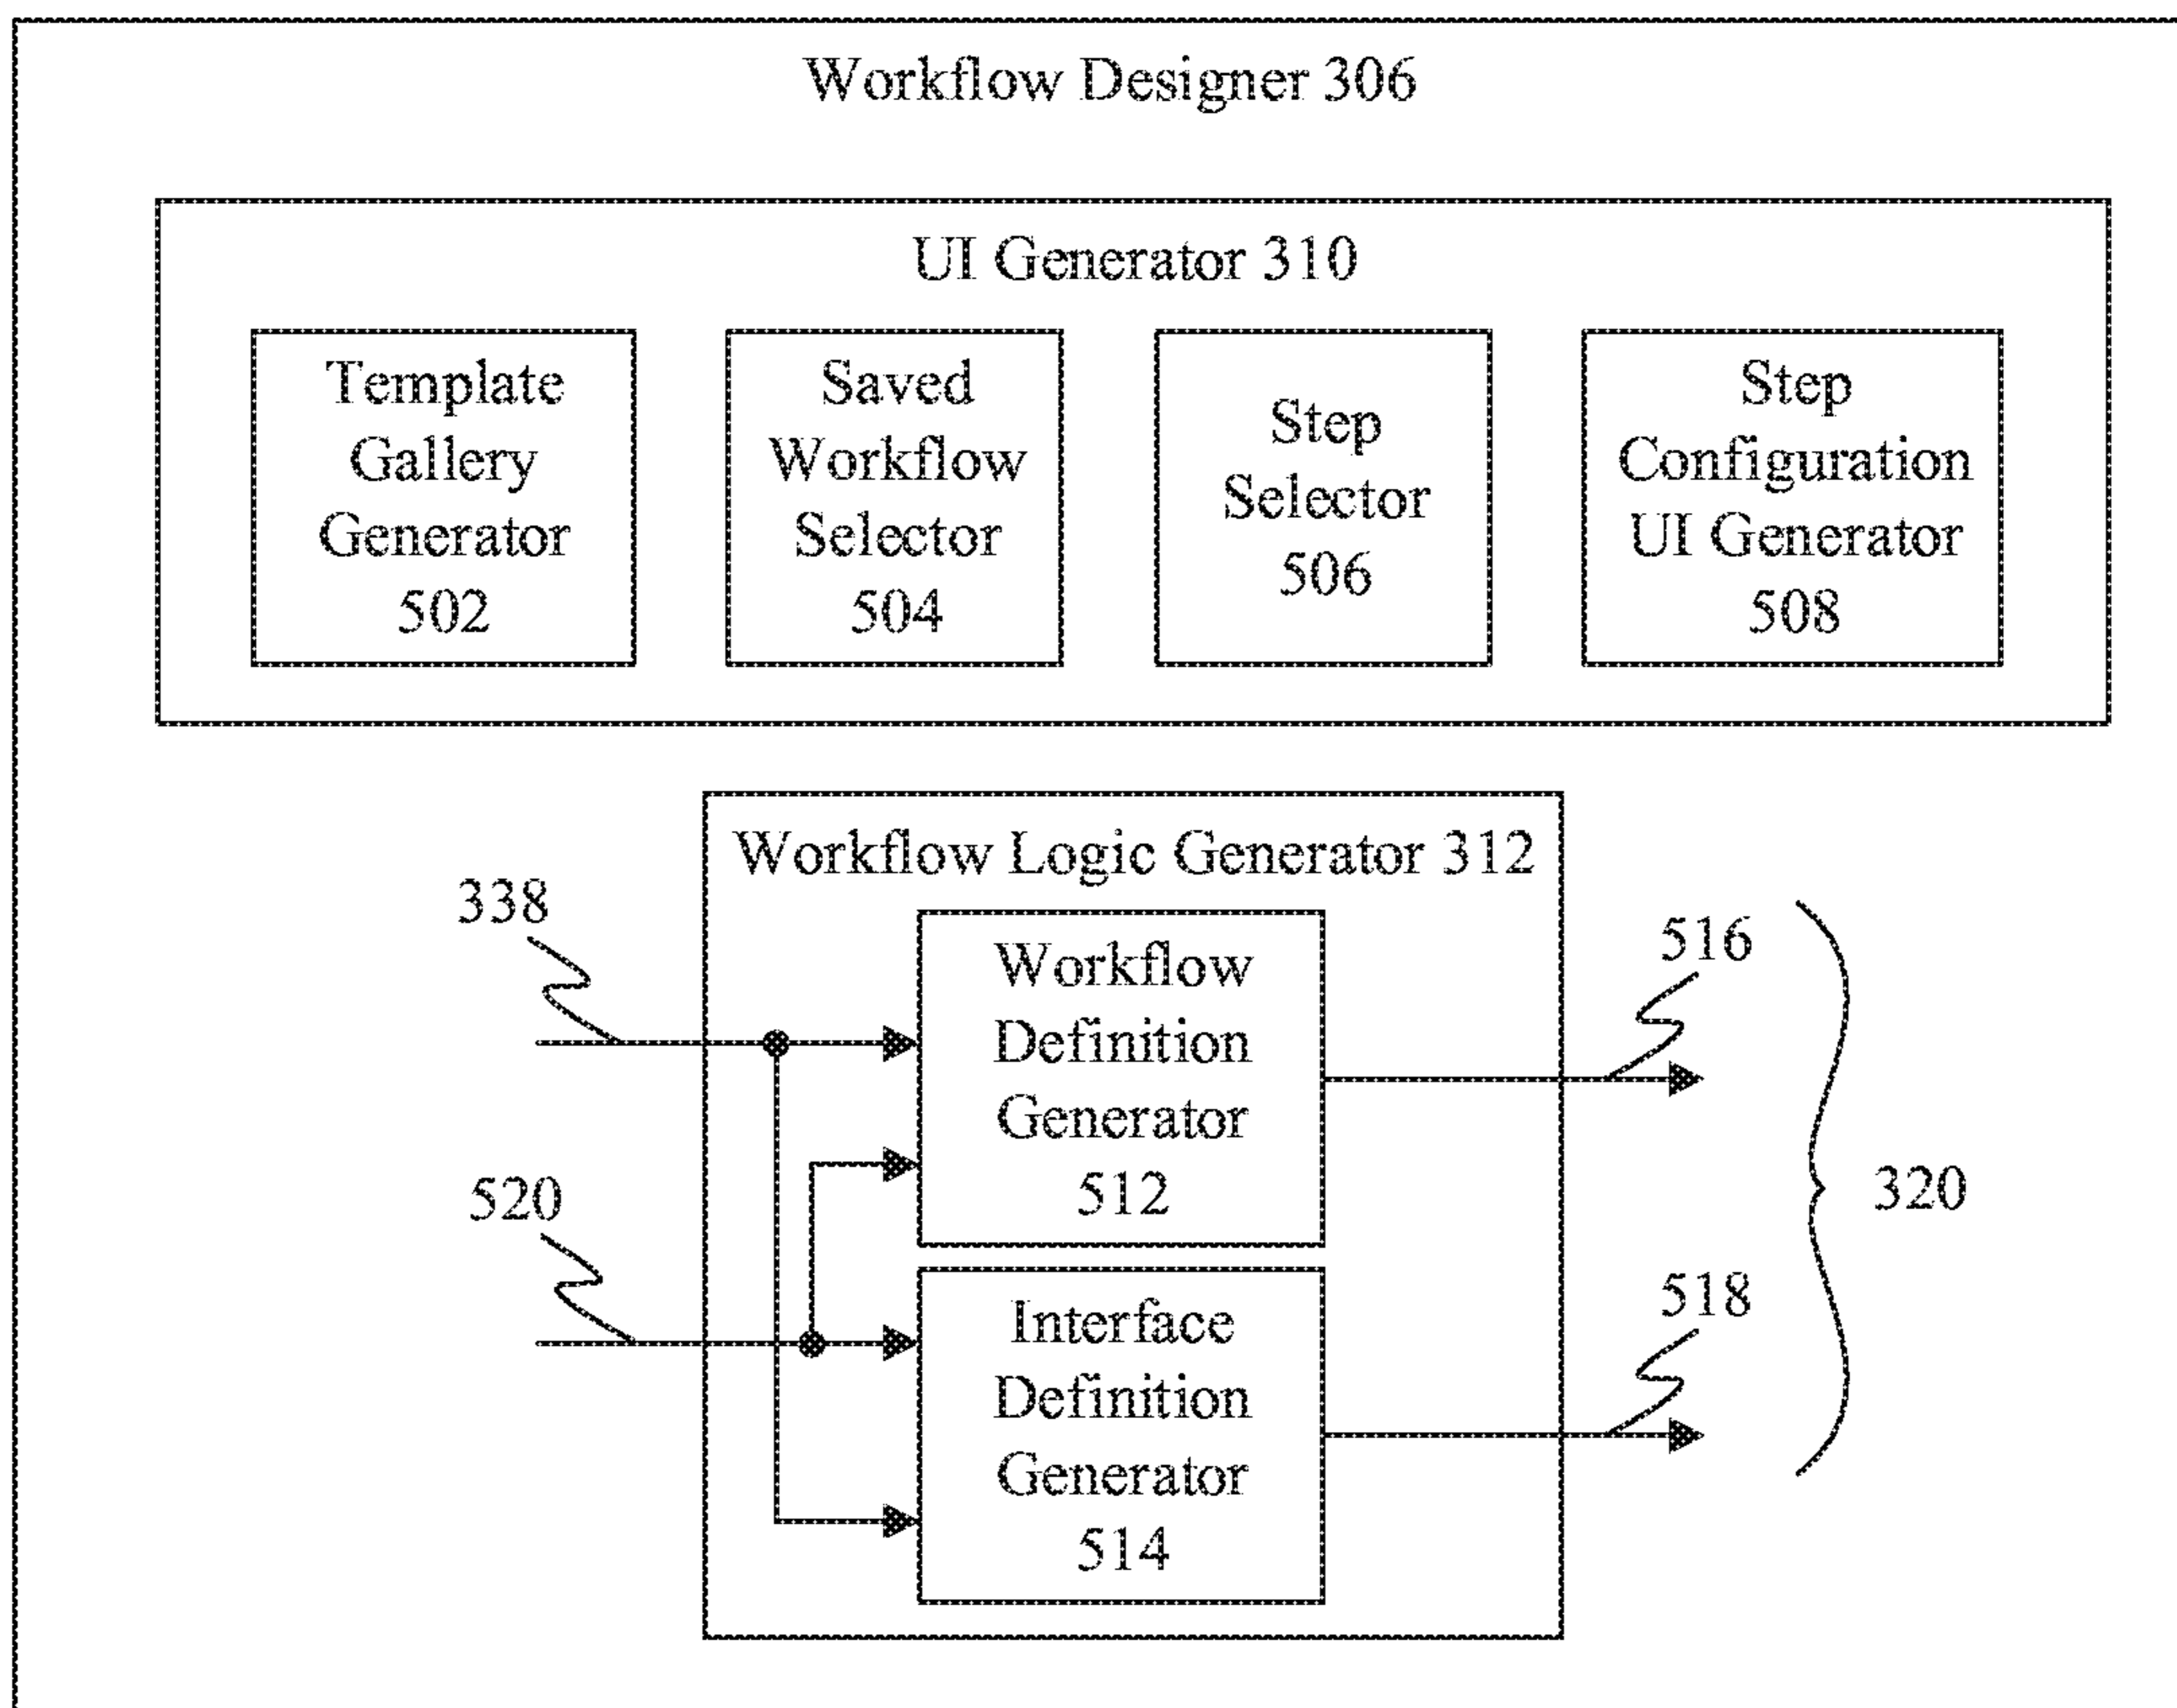 Workflow Designer 306
UI Generator 310
Template
Gallery
Generator
502
Saved
Workflow
Selector
504
Step
Selector
506
Step
Configuration
UI Generator
508
Workflow Logic Generator 312
338
520
Workflow
Definition
Generator
512
Interface
Definition
Generator
514
516
518
320